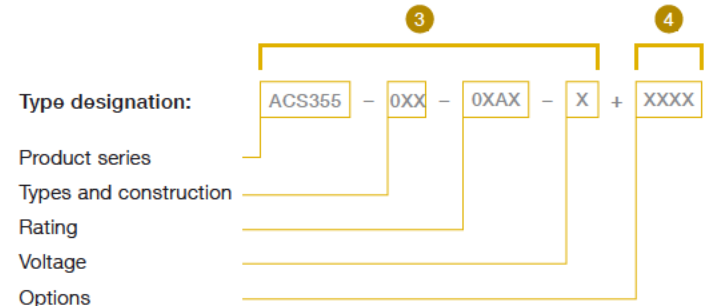 3 4
Type designation: ACS355 – 0XX – 0XAX – X + XXXX
Product series
Types and construction
Rating
Voltage
Options